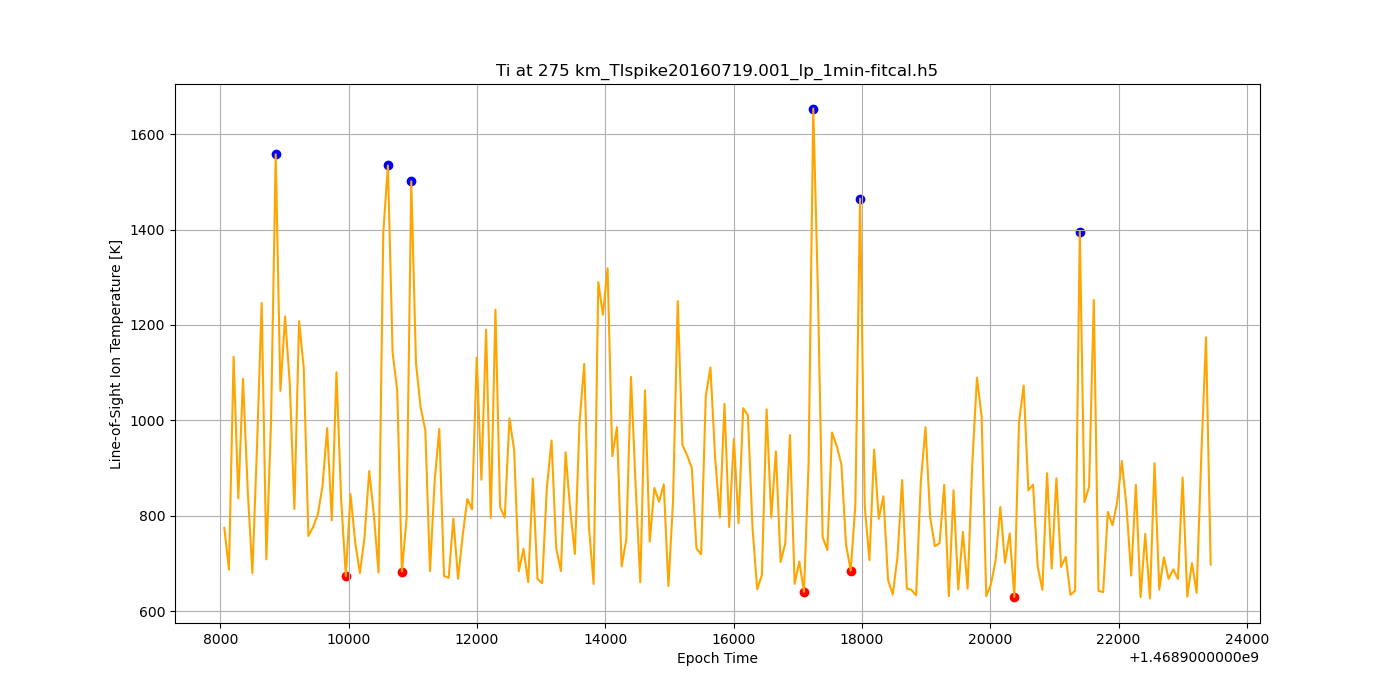 Ti at 275 km_TIspike20160719.001_lp_1min-fitcal.h5
Line-of-Sight Ion Temperature [K]
1600
1400
1200
1000
800
600
8000 10000 12000 14000 16000 18000 20000 22000 24000
Epoch Time
+1.4689000000e9